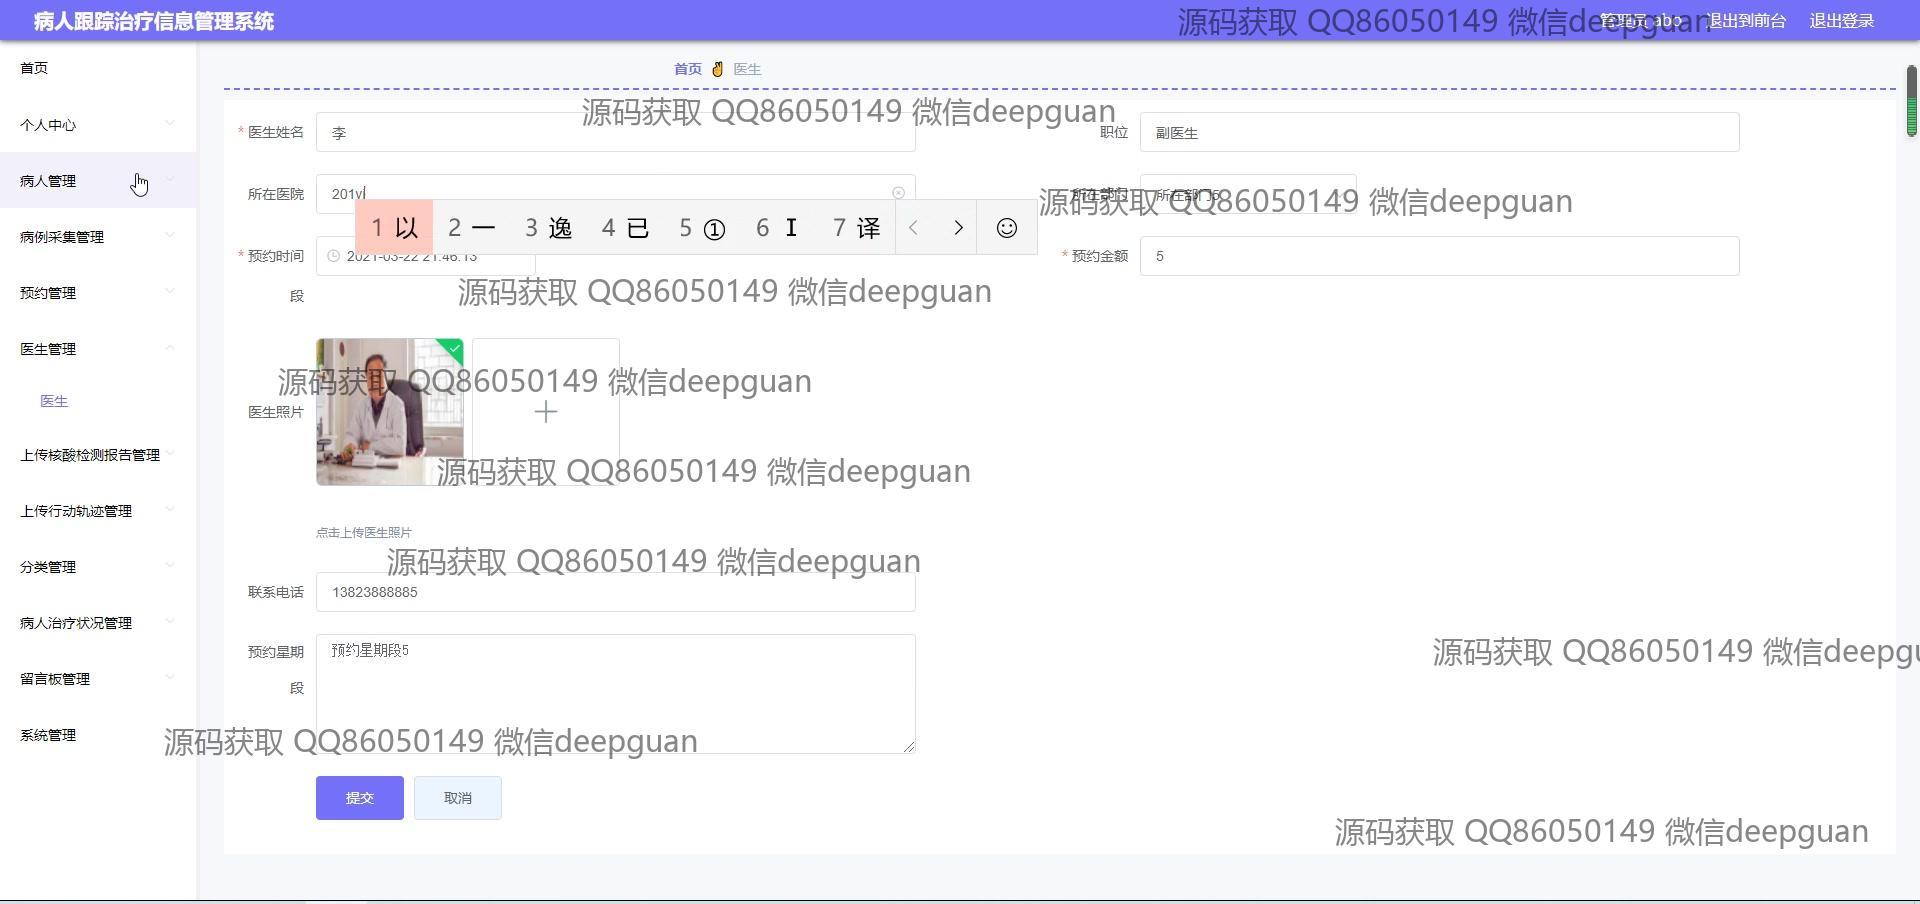 病人跟踪治疗信息管理系统
管理员 abo
退出到前台
退出登录
源码获取 QQ86050149 微信deepguan
首页
个人中心
病人管理
病例采集管理
预约管理
医生管理
医生
上传核酸检测报告管理
上传行动轨迹管理
分类管理
病人治疗状况管理
留言板管理
系统管理
首页 医生
源码获取 QQ86050149 微信deepguan
* 医生姓名 李
职位 副医生
所在医院 201yi
所在部门 所在部门5
源码获取 QQ86050149 微信deepguan
1 以 2 一 3 逸 4 已 5 ① 6 I 7 译
* 预约时间段 2021-03-22 21:46:13
* 预约金额 5
源码获取 QQ86050149 微信deepguan
源码获取 QQ86050149 微信deepguan
医生照片
源码获取 QQ86050149 微信deepguan
点击上传医生照片
源码获取 QQ86050149 微信deepguan
联系电话 13823888885
预约星期段 预约星期段5
源码获取 QQ86050149 微信deepgu
源码获取 QQ86050149 微信deepguan
提交 取消
源码获取 QQ86050149 微信deepguan